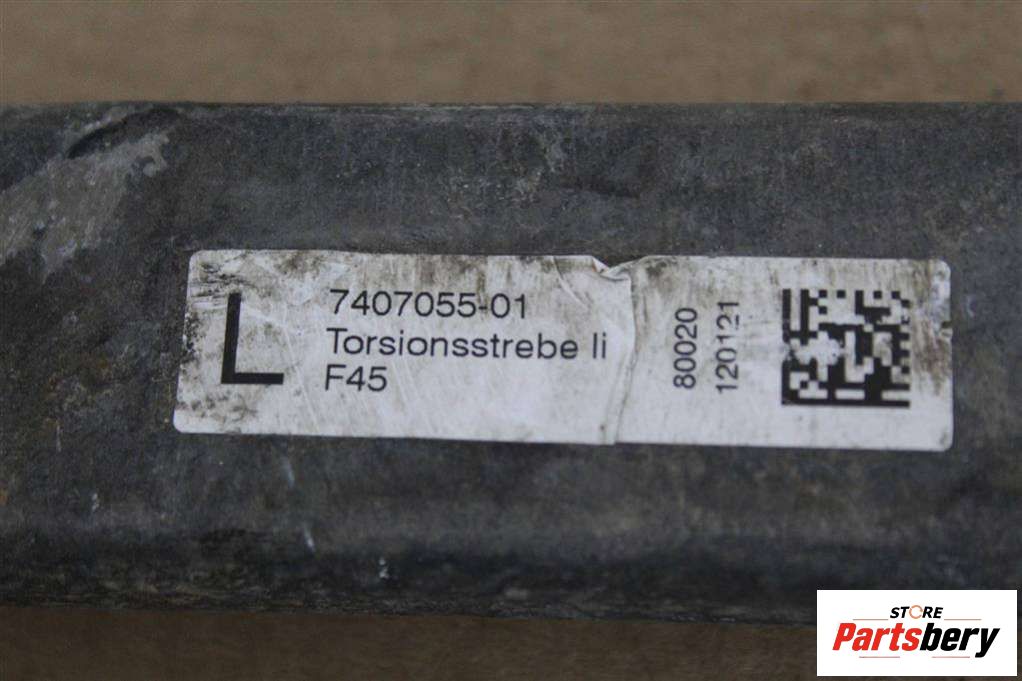 L
7407055-01
Torsionsstrebe li
F45
80020
120121
STORE
Partsbery